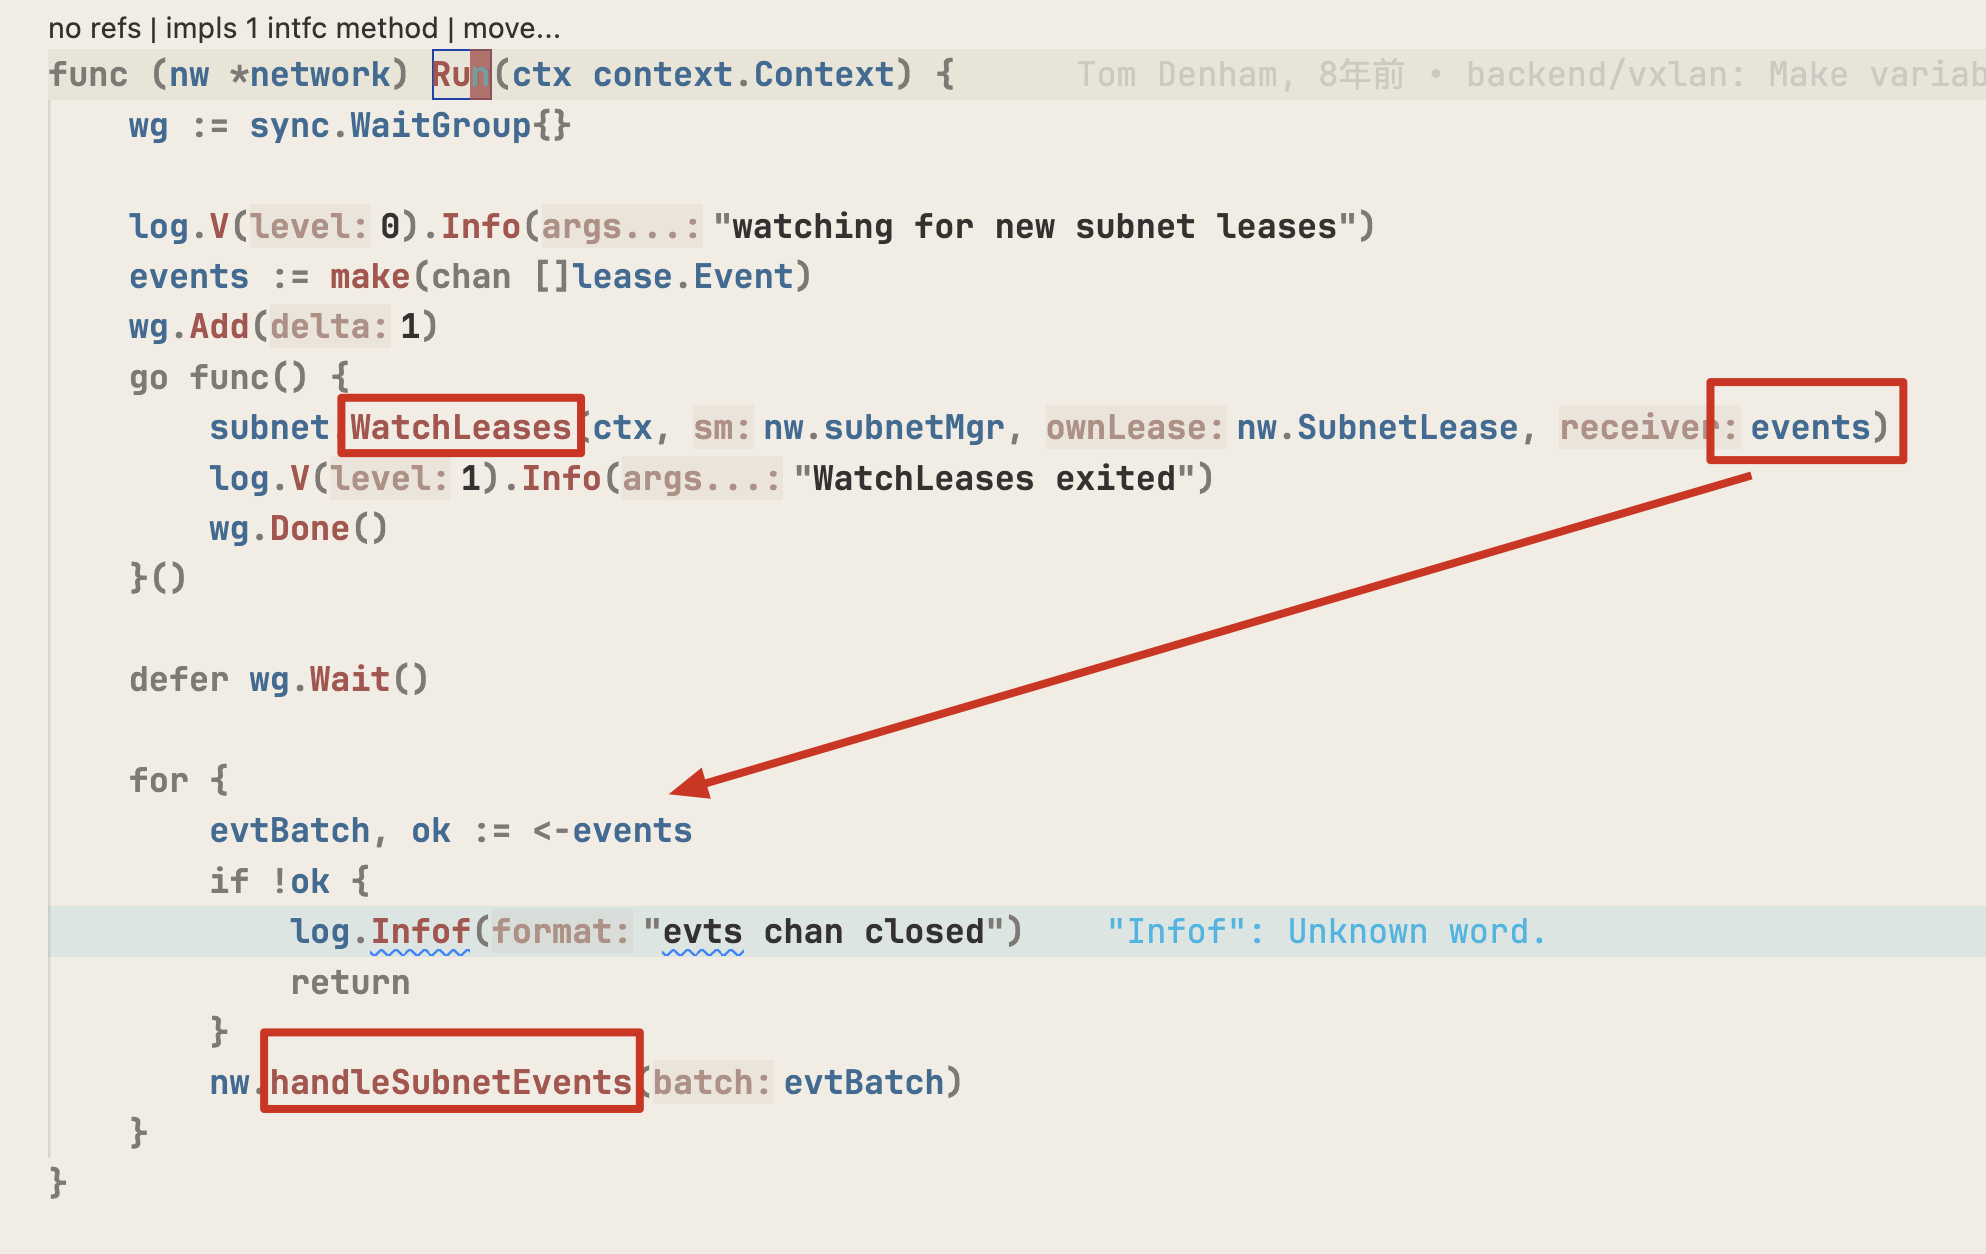 no refs | impls 1 intfc method | move...
func (nw *network) Run(ctx context.Context) { Tom Denham, 8年前 • backend/vxlan: Make variab
wg := sync.WaitGroup{}
log.V(level: 0).Info(args...: "watching for new subnet leases")
events := make(chan []lease.Event)
wg.Add(delta: 1)
go func() {
subnet.WatchLeases(ctx, sm: nw.subnetMgr, ownLease: nw.SubnetLease, receiver: events)
log.V(level: 1).Info(args...: "WatchLeases exited")
wg.Done()
}()
defer wg.Wait()
for {
evtBatch, ok := <-events
if !ok {
log.Infof(format: "evts chan closed") "Infof": Unknown word.
return
}
nw.handleSubnetEvents(batch: evtBatch)
}
}